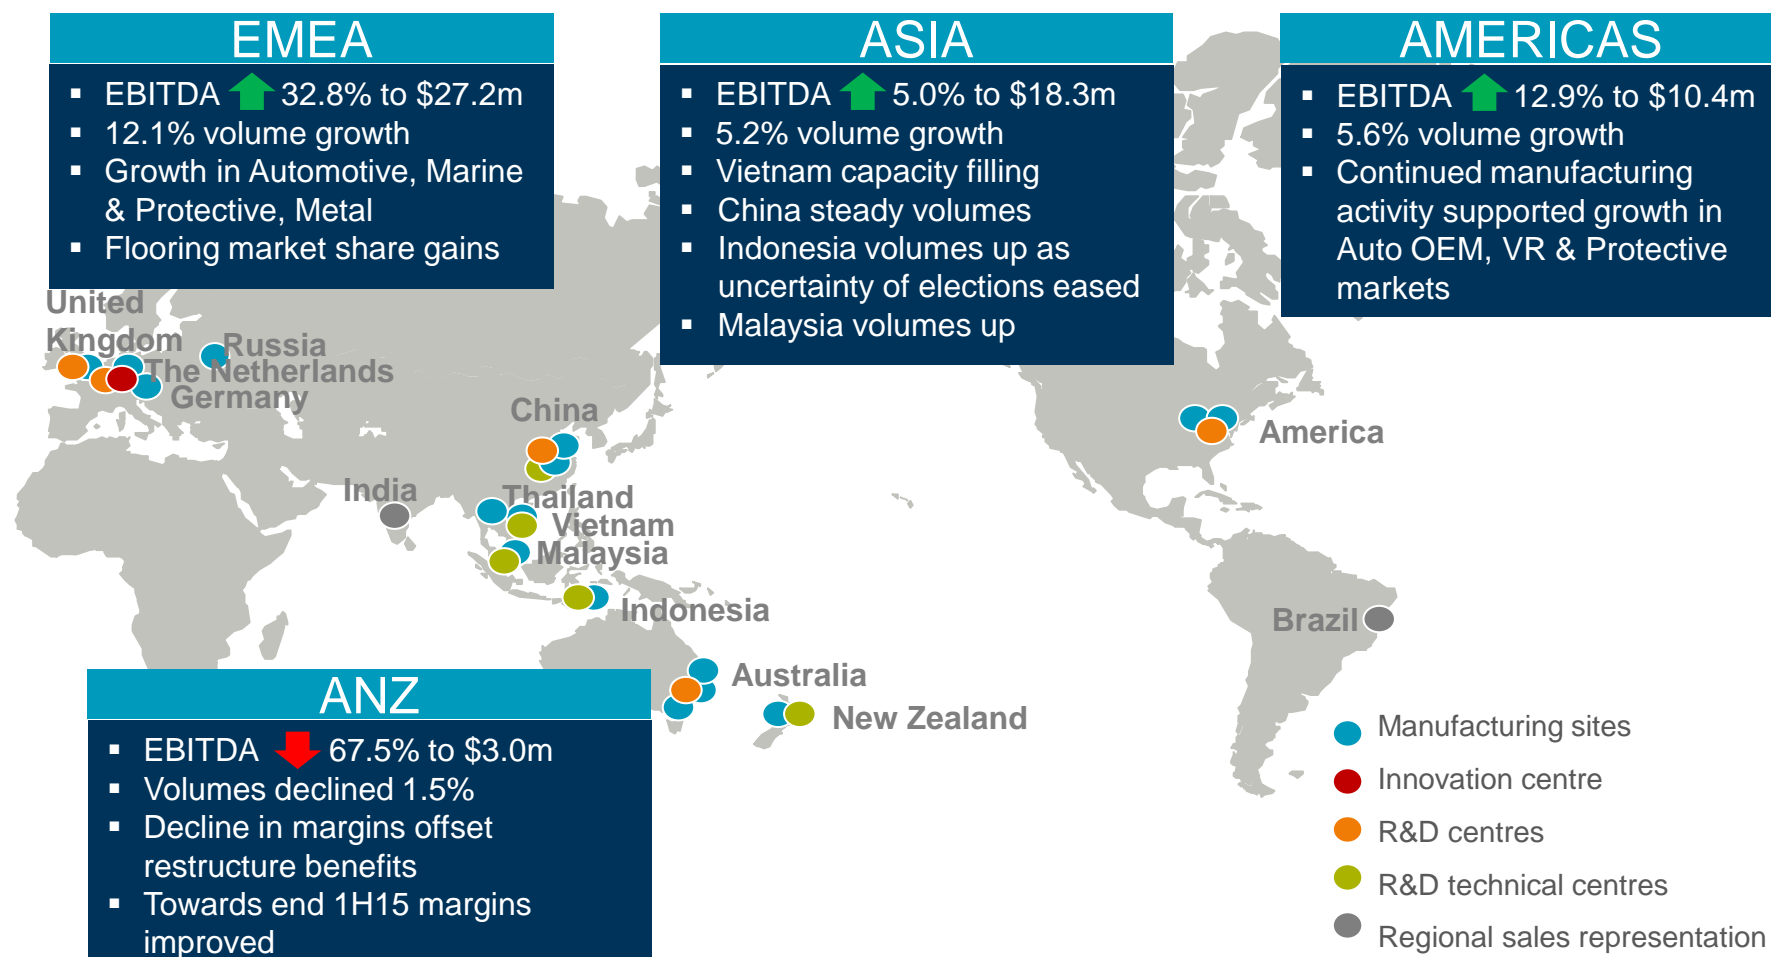 EMEA
▪ EBITDA 32.8% to $27.2m
▪ 12.1% volume growth
▪ Growth in Automotive, Marine
& Protective, Metal
▪ Flooring market share gains
ASIA
▪ EBITDA 5.0% to $18.3m
▪ 5.2% volume growth
▪ Vietnam capacity filling
▪ China steady volumes
▪ Indonesia volumes up as
uncertainty of elections eased
▪ Malaysia volumes up
AMERICAS
▪ EBITDA 12.9% to $10.4m
▪ 5.6% volume growth
▪ Continued manufacturing
activity supported growth in
Auto OEM, VR & Protective
markets
United
Kingdom
Russia
The Netherlands
Germany
China
India
Thailand
Vietnam
Malaysia
Indonesia
America
Brazil
Australia
New Zealand
ANZ
▪ EBITDA 67.5% to $3.0m
▪ Volumes declined 1.5%
▪ Decline in margins offset
restructure benefits
▪ Towards end 1H15 margins
improved
Manufacturing sites
Innovation centre
R&D centres
R&D technical centres
Regional sales representation